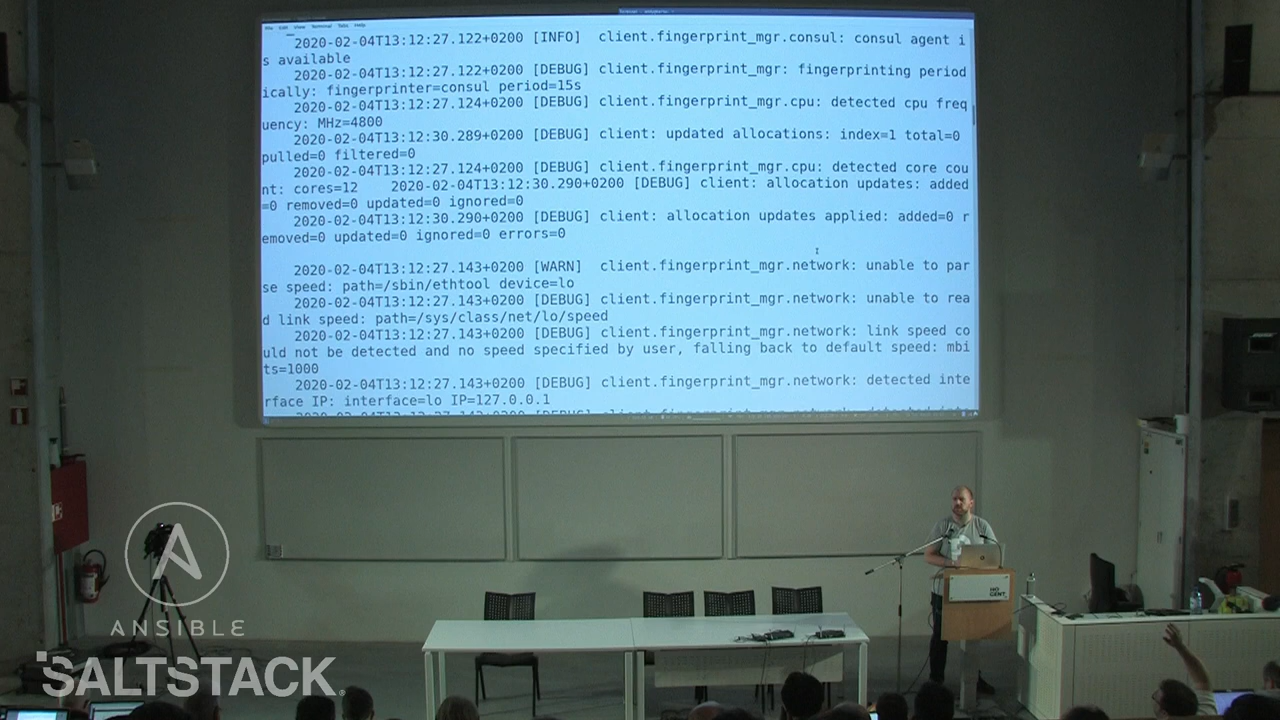 File Edit View Terminal Tabs Help
2020-02-04T13:12:27.122+0200 [INFO]  client.fingerprint_mgr.consul: consul agent i
s available
2020-02-04T13:12:27.122+0200 [DEBUG] client.fingerprint_mgr: fingerprinting period
ically: fingerprinter=consul period=15s
2020-02-04T13:12:27.124+0200 [DEBUG] client.fingerprint_mgr.cpu: detected cpu freq
uency: MHz=4800
2020-02-04T13:12:30.289+0200 [DEBUG] client: updated allocations: index=1 total=0
pulled=0 filtered=0
2020-02-04T13:12:27.124+0200 [DEBUG] client.fingerprint_mgr.cpu: detected core cou
nt: cores=12    2020-02-04T13:12:30.290+0200 [DEBUG] client: allocation updates: added
=0 removed=0 updated=0 ignored=0
2020-02-04T13:12:30.290+0200 [DEBUG] client: allocation updates applied: added=0 r
emoved=0 updated=0 ignored=0 errors=0
2020-02-04T13:12:27.143+0200 [WARN]  client.fingerprint_mgr.network: unable to par
se speed: path=/sbin/ethtool device=lo
2020-02-04T13:12:27.143+0200 [DEBUG] client.fingerprint_mgr.network: unable to rea
d link speed: path=/sys/class/net/lo/speed
2020-02-04T13:12:27.143+0200 [DEBUG] client.fingerprint_mgr.network: link speed co
uld not be detected and no speed specified by user, falling back to default speed: mbi
ts=1000
2020-02-04T13:12:27.143+0200 [DEBUG] client.fingerprint_mgr.network: detected inte
rface IP: interface=lo IP=127.0.0.1
HO
GENT
ANSIBLE
SALTSTACK